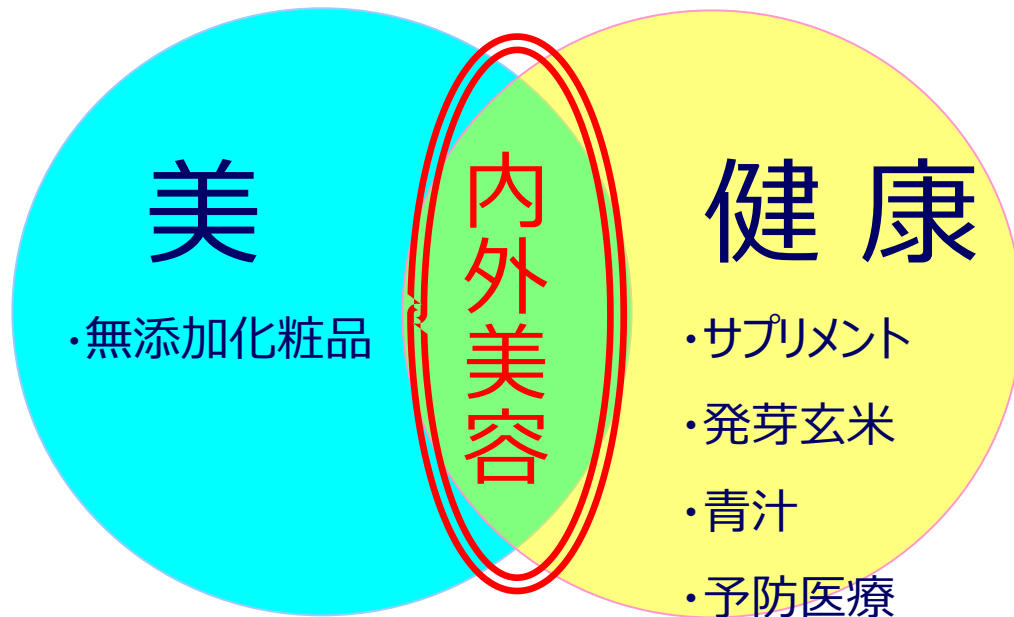 美
・無添加化粧品
内外美容
健 康
・サプリメント
・発芽玄米
・青汁
・予防医療